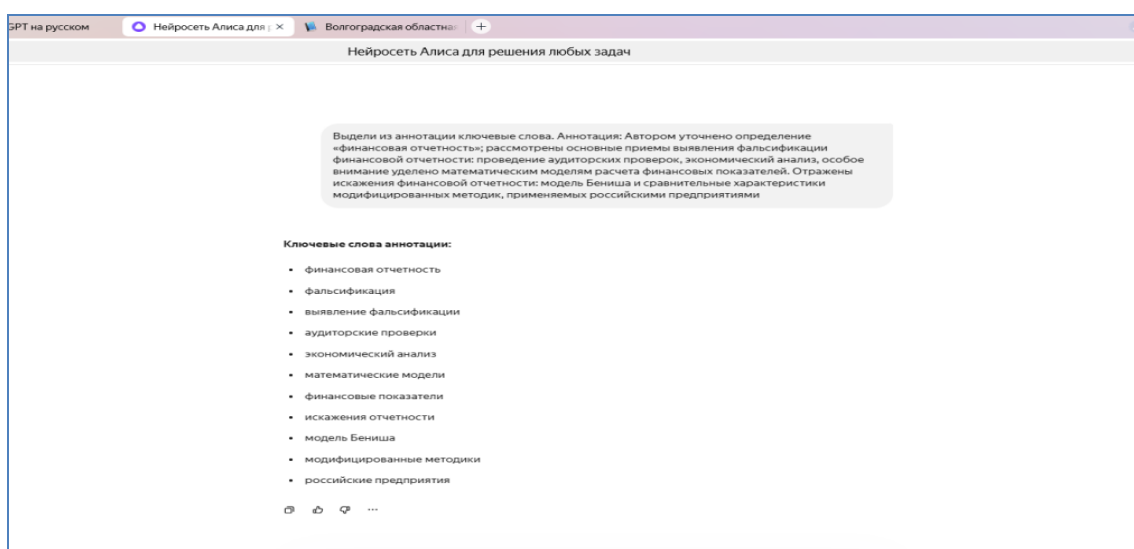 GPT на русском
Нейросеть Алиса для р
Волгоградская областная
Нейросеть Алиса для решения любых задач
Выдели из аннотации ключевые слова. Аннотация: Автором уточнено определение
«финансовая отчетность»; рассмотрены основные приемы выявления фальсификации
финансовой отчетности: проведение аудиторских проверок, экономический анализ, особое
внимание уделено математическим моделям расчета финансовых показателей. Отражены
искажения финансовой отчетности: модель Бениша и сравнительные характеристики
модифицированных методик, применяемых российскими предприятиями
Ключевые слова аннотации:
• финансовая отчетность
• фальсификация
• выявление фальсификации
• аудиторские проверки
• экономический анализ
• математические модели
• финансовые показатели
• искажения отчетности
• модель Бениша
• модифицированные методики
• российские предприятия